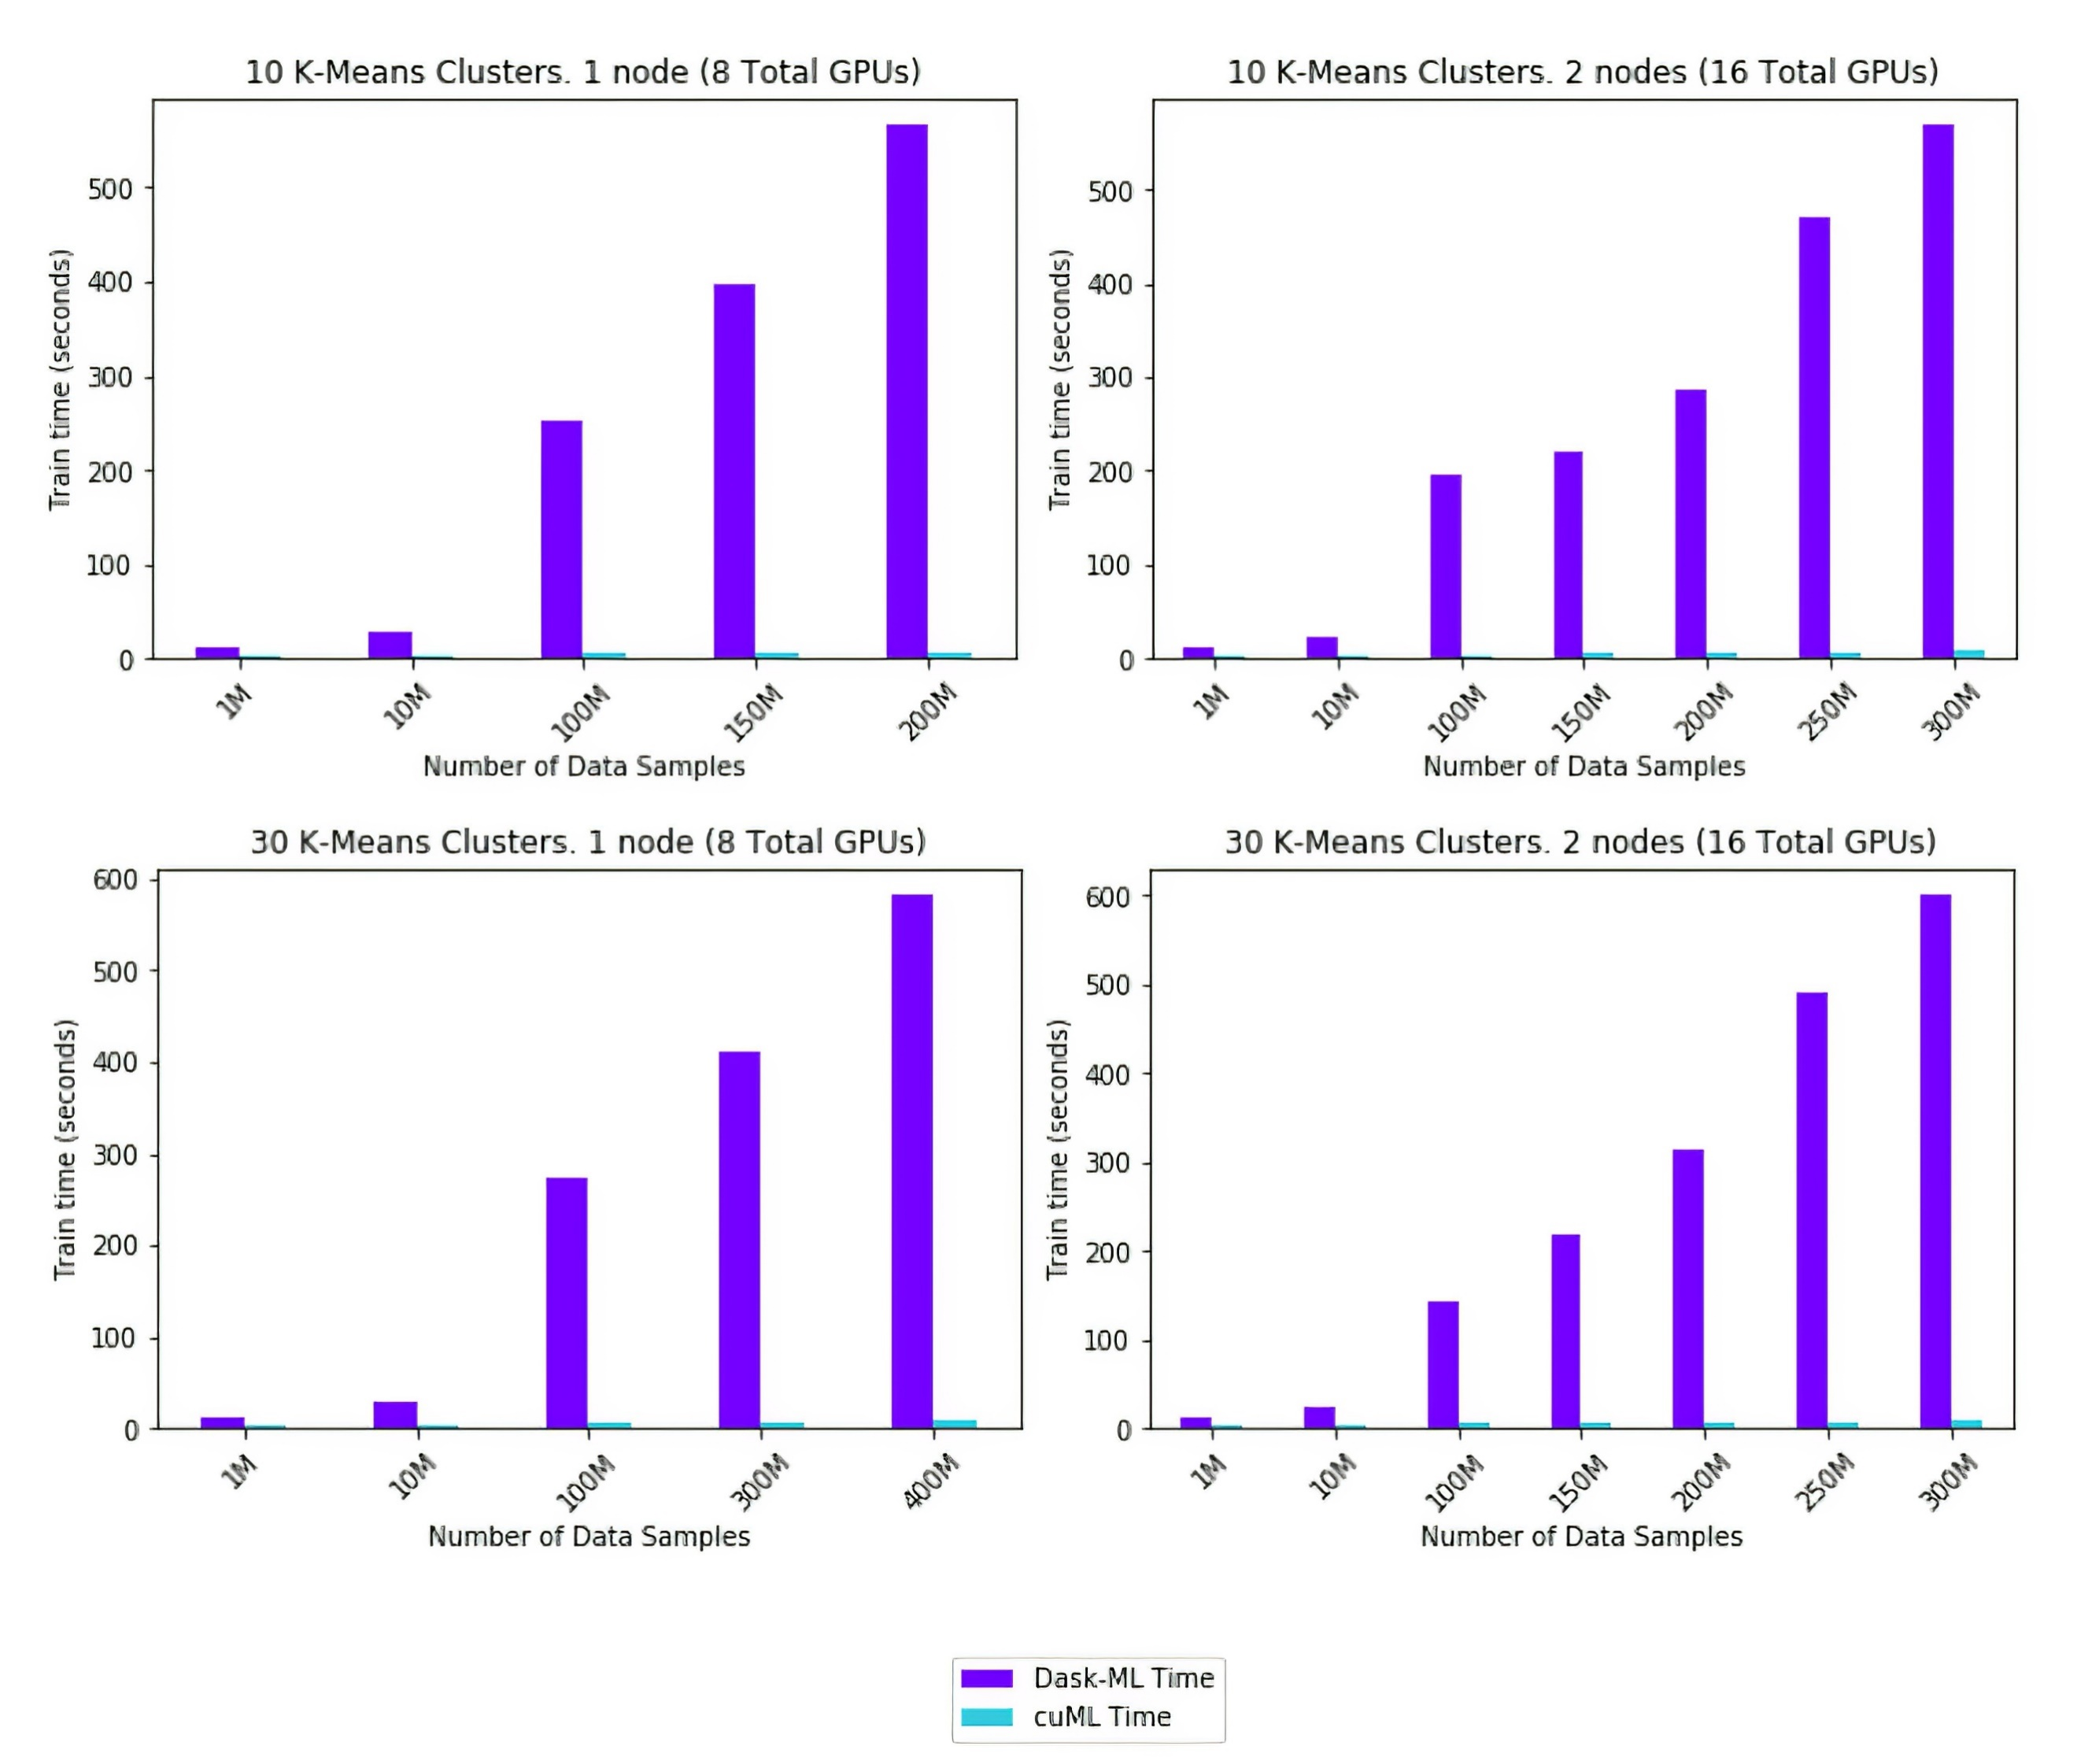 10 K-Means Clusters. 1 node (8 Total GPUs)
Train time (seconds)
500
400
300
200
100
0
1M
10M
100M
150M
200M
Number of Data Samples
10 K-Means Clusters. 2 nodes (16 Total GPUs)
Train time (seconds)
500
400
300
200
100
0
1M
10M
100M
150M
200M
250M
300M
Number of Data Samples
30 K-Means Clusters. 1 node (8 Total GPUs)
Train time (seconds)
600
500
400
300
200
100
0
1M
10M
100M
300M
400M
Number of Data Samples
30 K-Means Clusters. 2 nodes (16 Total GPUs)
Train time (seconds)
600
500
400
300
200
100
0
1M
10M
100M
150M
200M
250M
300M
Number of Data Samples
Dask-ML Time
cuML Time